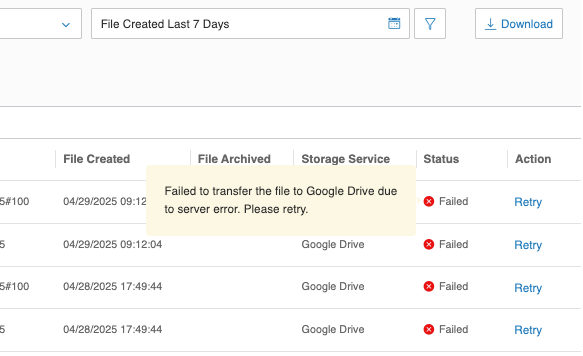 File Created Last 7 Days Download
File Created File Archived Storage Service Status Action
5#100 04/29/2025 09:12 Failed Retry
Failed to transfer the file to Google Drive due
to server error. Please retry.
5 04/29/2025 09:12:04 Google Drive Failed Retry
5#100 04/28/2025 17:49:44 Google Drive Failed Retry
5 04/28/2025 17:49:44 Google Drive Failed Retry